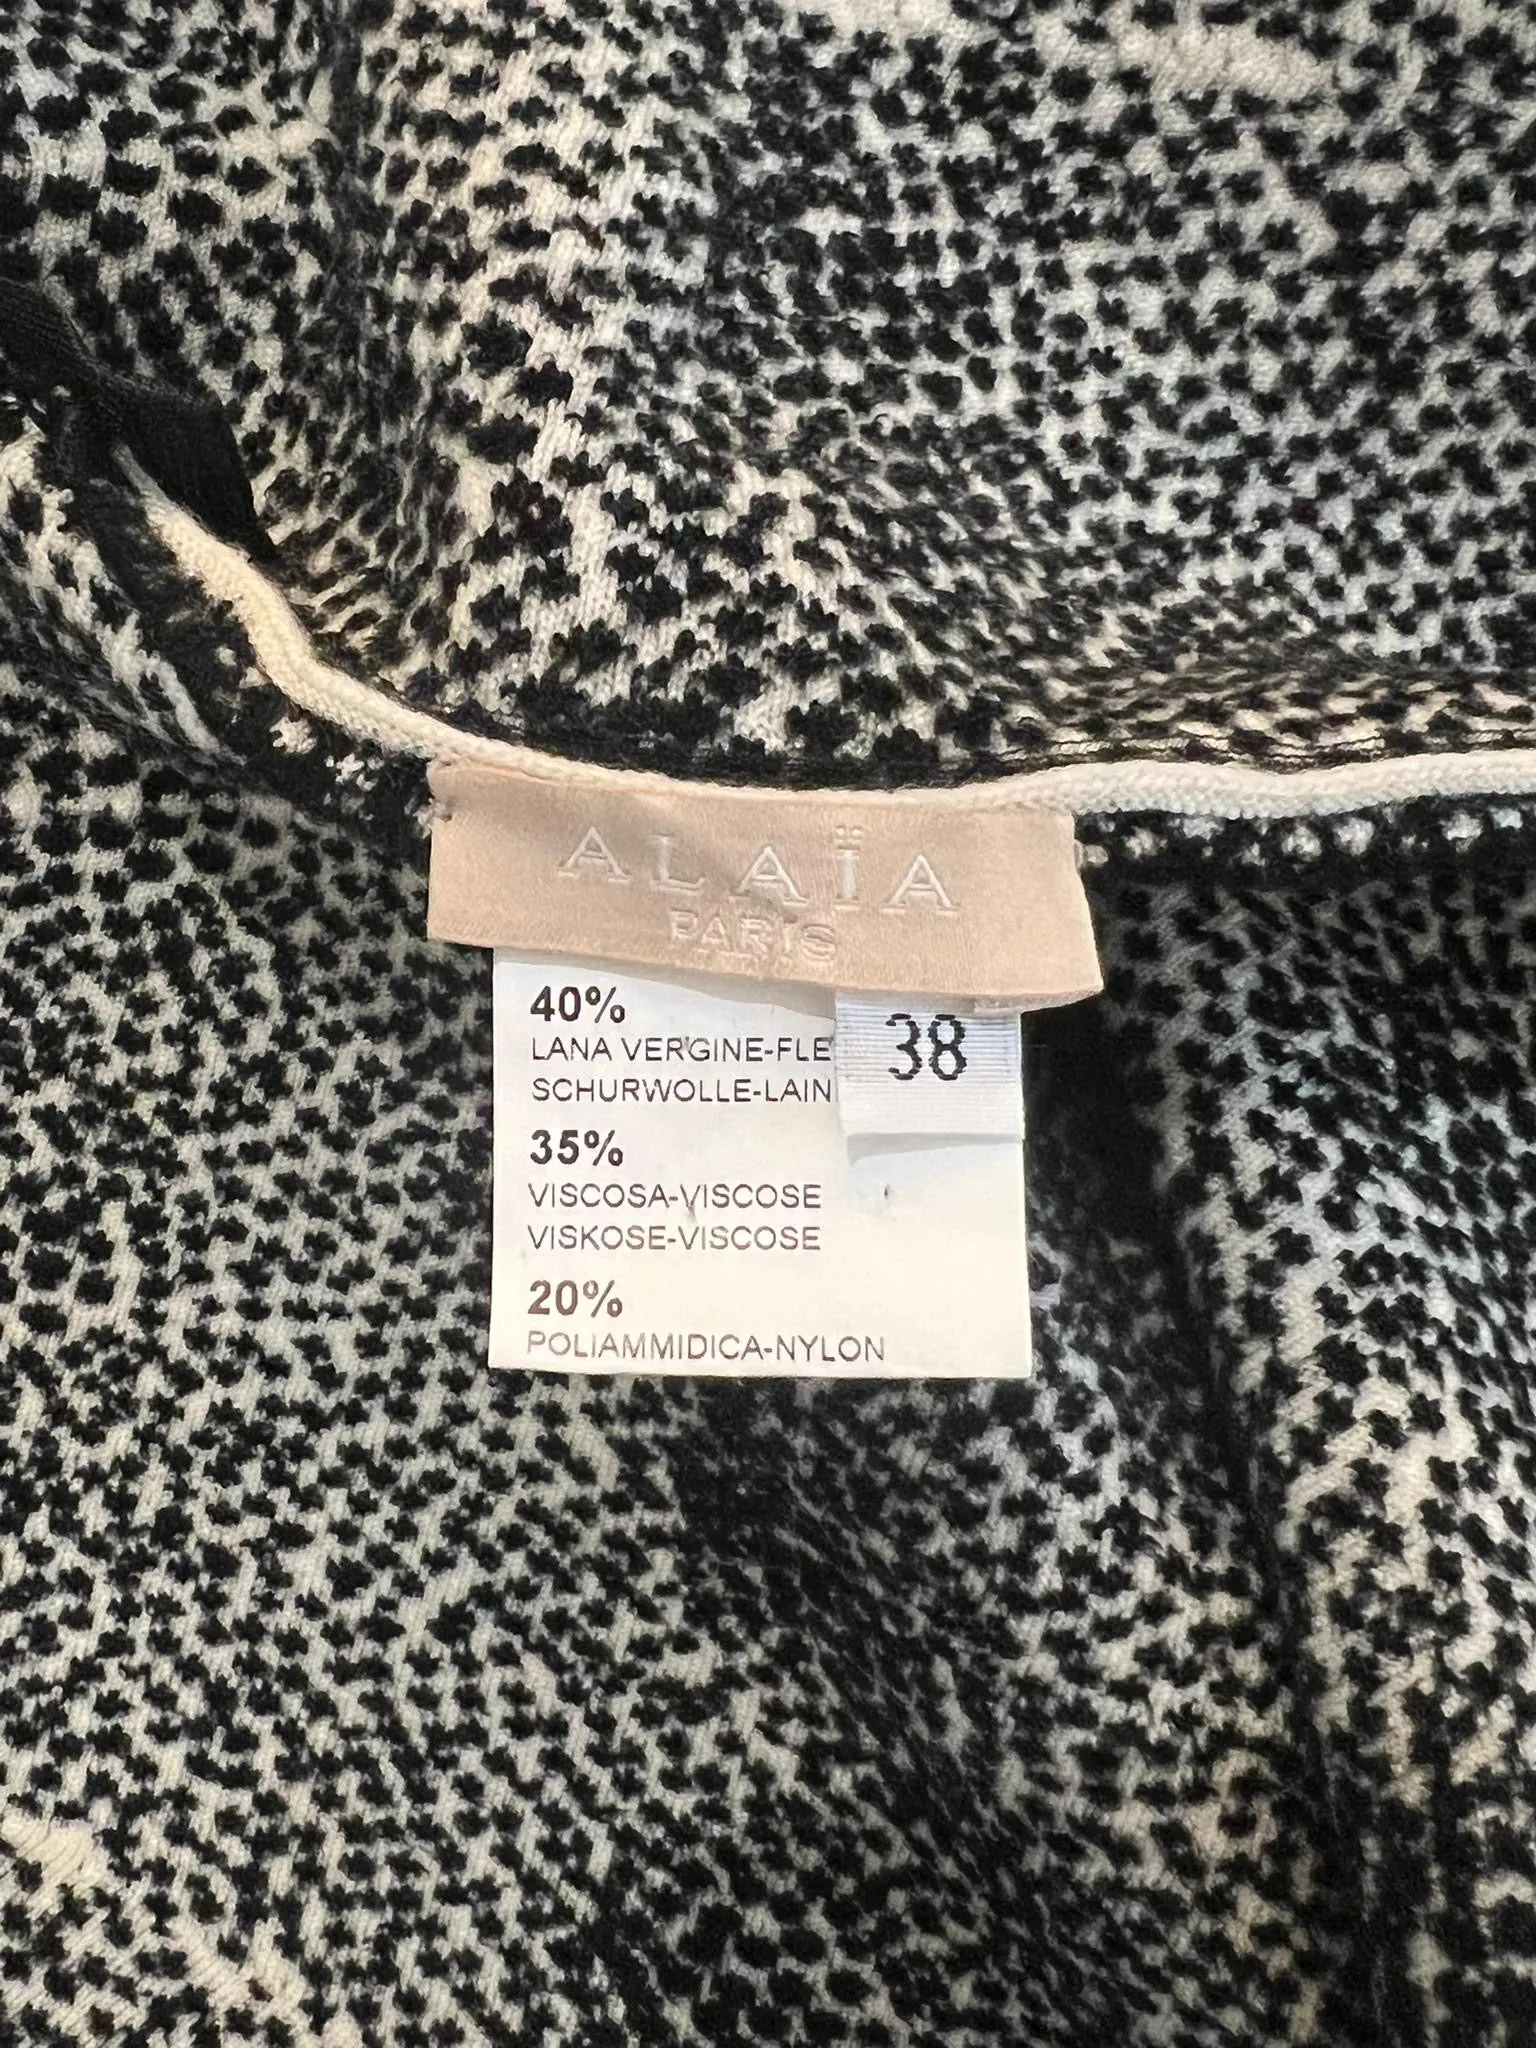 ALAÏA
PARIS
40%
LANA VERGINE-FLE
SCHURWOLLE-LAIN
38
35%
VISCOSA-VISCOSE
VISKOSE-VISCOSE
20%
POLIAMMIDICA-NYLON